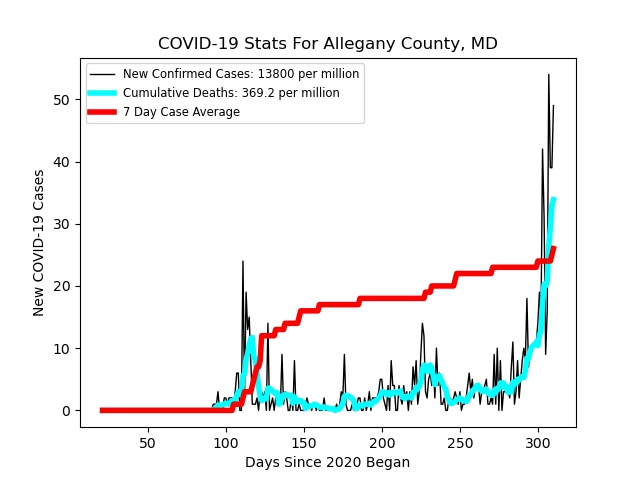 COVID-19 Stats For Allegany County, MD
New Confirmed Cases: 13800 per million
Cumulative Deaths: 369.2 per million
7 Day Case Average
New COVID-19 Cases
50
40
30
20
10
0
50 100 150 200 250 300
Days Since 2020 Began